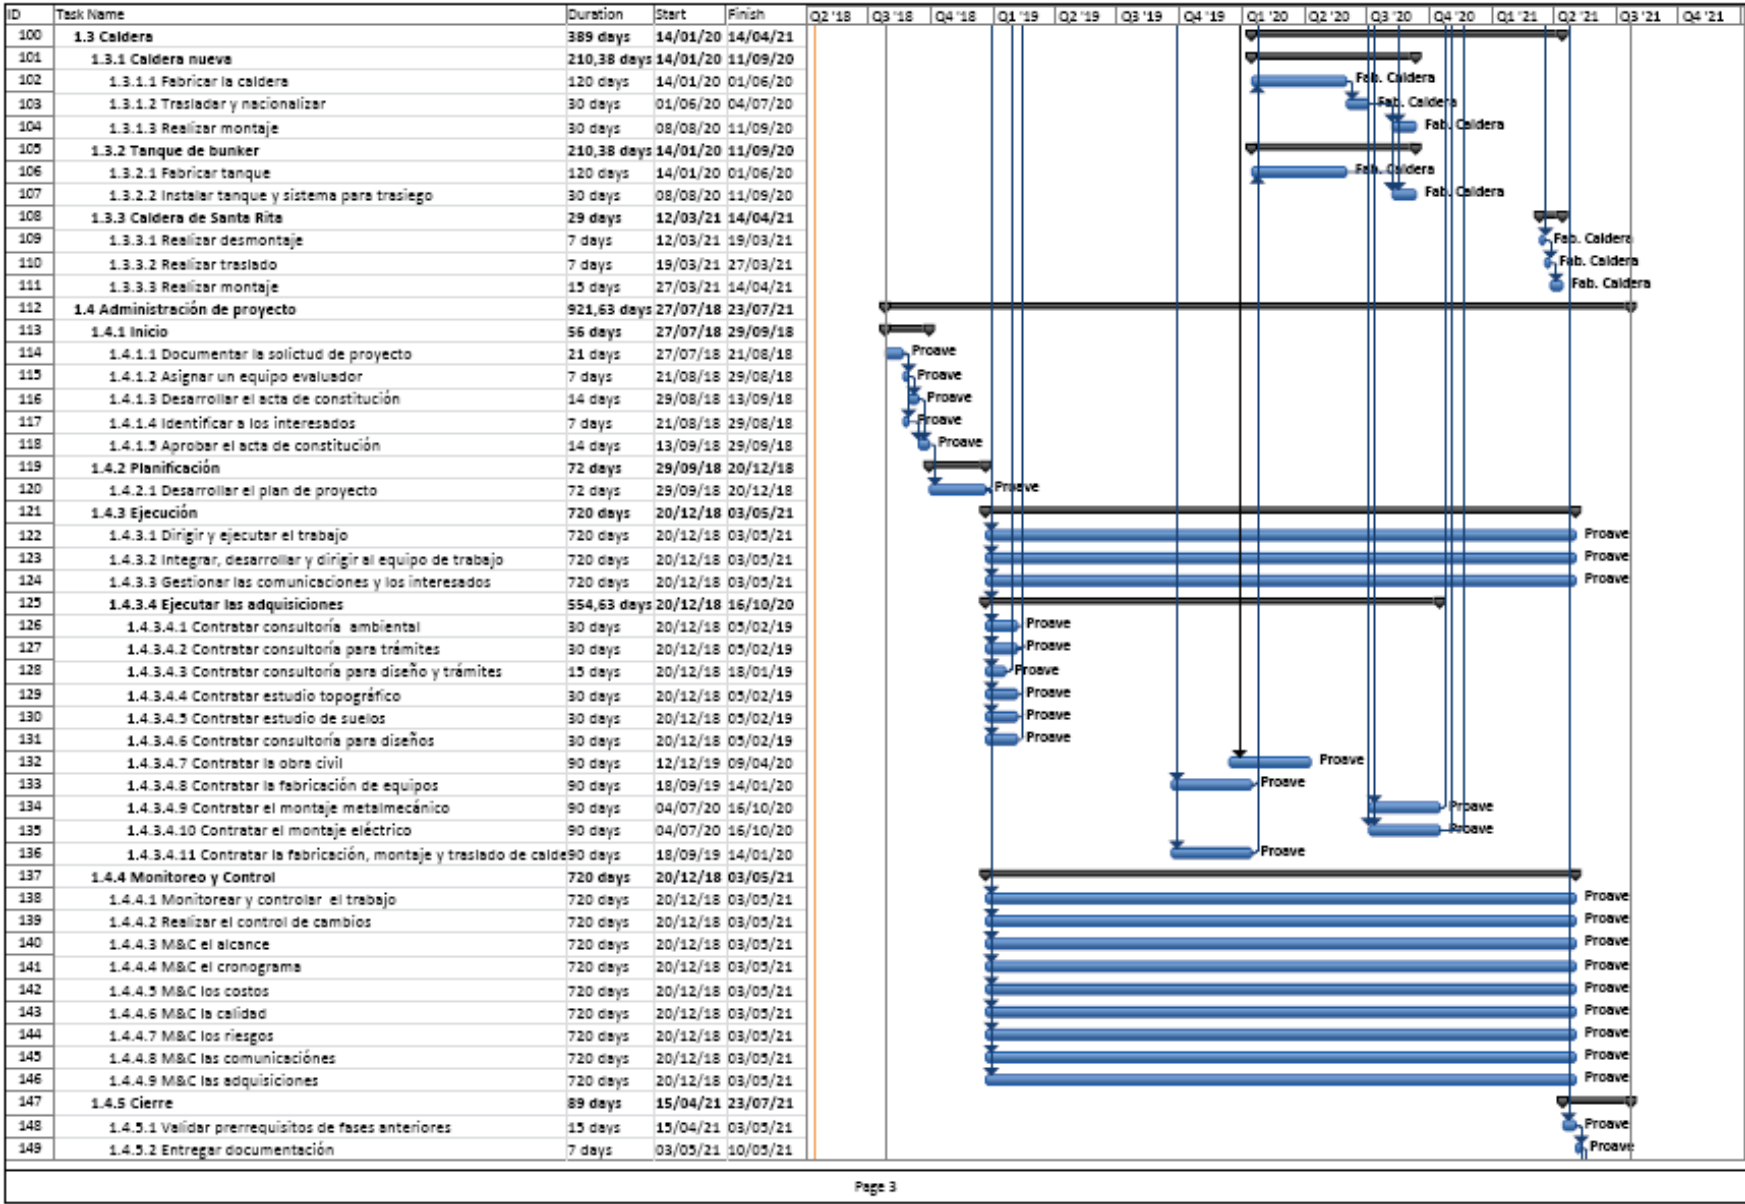 ID Task Name Duration Start Finish Q2 '18 Q3 '18 Q4 '18 Q1 '19 Q2 '19 Q3 '19 Q4 '19 Q1 '20 Q2 '20 Q3 '20 Q4 '20 Q1 '21 Q2 '21 Q3 '21 Q4 '21
100 1.3 Caldera 389 days 14/01/20 14/04/21
101 1.3.1 Caldera nueva 210,38 days 14/01/20 11/09/20
102 1.3.1.1 Fabricar la caldera 120 days 14/01/20 01/06/20 Fab. Caldera
103 1.3.1.2 Trasladar y nacionalizar 30 days 01/06/20 04/07/20 Fab. Caldera
104 1.3.1.3 Realizar montaje 30 days 08/08/20 11/09/20 Fab. Caldera
105 1.3.2 Tanque de bunker 210,38 days 14/01/20 11/09/20
106 1.3.2.1 Fabricar tanque 120 days 14/01/20 01/06/20 Fab. Caldera
107 1.3.2.2 Instalar tanque y sistema para trasiego 30 days 08/08/20 11/09/20 Fab. Caldera
108 1.3.3 Caldera de Santa Rita 29 days 12/03/21 14/04/21
109 1.3.3.1 Realizar desmontaje 7 days 12/03/21 19/03/21 Fab. Caldera
110 1.3.3.2 Realizar traslado 7 days 19/03/21 27/03/21 Fab. Caldera
111 1.3.3.3 Realizar montaje 15 days 27/03/21 14/04/21 Fab. Caldera
112 1.4 Administración de proyecto 921,63 days 27/07/18 23/07/21
113 1.4.1 Inicio 56 days 27/07/18 29/09/18
114 1.4.1.1 Documentar la solictud de proyecto 21 days 27/07/18 21/08/18 Proave
115 1.4.1.2 Asignar un equipo evaluador 7 days 21/08/18 29/08/18 Proave
116 1.4.1.3 Desarrollar el acta de constitución 14 days 29/08/18 13/09/18 Proave
117 1.4.1.4 Identificar a los interesados 7 days 21/08/18 29/08/18 Proave
118 1.4.1.5 Aprobar el acta de constitución 14 days 13/09/18 29/09/18 Proave
119 1.4.2 Planificación 72 days 29/09/18 20/12/18
120 1.4.2.1 Desarrollar el plan de proyecto 72 days 29/09/18 20/12/18 Proave
121 1.4.3 Ejecución 720 days 20/12/18 03/05/21
122 1.4.3.1 Dirigir y ejecutar el trabajo 720 days 20/12/18 03/05/21 Proave
123 1.4.3.2 Integrar, desarrollar y dirigir al equipo de trabajo 720 days 20/12/18 03/05/21 Proave
124 1.4.3.3 Gestionar las comunicaciones y los interesados 720 days 20/12/18 03/05/21 Proave
125 1.4.3.4 Ejecutar las adquisiciones 554,63 days 20/12/18 16/10/20
126 1.4.3.4.1 Contratar consultoría ambiental 30 days 20/12/18 05/02/19 Proave
127 1.4.3.4.2 Contratar consultoría para trámites 30 days 20/12/18 05/02/19 Proave
128 1.4.3.4.3 Contratar consultoría para diseño y trámites 15 days 20/12/18 18/01/19 Proave
129 1.4.3.4.4 Contratar estudio topográfico 30 days 20/12/18 05/02/19 Proave
130 1.4.3.4.5 Contratar estudio de suelos 30 days 20/12/18 05/02/19 Proave
131 1.4.3.4.6 Contratar consultoría para diseños 30 days 20/12/18 05/02/19 Proave
132 1.4.3.4.7 Contratar la obra civil 90 days 12/12/19 09/04/20 Proave
133 1.4.3.4.8 Contratar la fabricación de equipos 90 days 18/09/19 14/01/20 Proave
134 1.4.3.4.9 Contratar el montaje metalmecánico 90 days 04/07/20 16/10/20 Proave
135 1.4.3.4.10 Contratar el montaje eléctrico 90 days 04/07/20 16/10/20 Proave
136 1.4.3.4.11 Contratar la fabricación, montaje y traslado de calde 90 days 18/09/19 14/01/20 Proave
137 1.4.4 Monitoreo y Control 720 days 20/12/18 03/05/21
138 1.4.4.1 Monitorear y controlar el trabajo 720 days 20/12/18 03/05/21 Proave
139 1.4.4.2 Realizar el control de cambios 720 days 20/12/18 03/05/21 Proave
140 1.4.4.3 M&C el alcance 720 days 20/12/18 03/05/21 Proave
141 1.4.4.4 M&C el cronograma 720 days 20/12/18 03/05/21 Proave
142 1.4.4.5 M&C los costos 720 days 20/12/18 03/05/21 Proave
143 1.4.4.6 M&C la calidad 720 days 20/12/18 03/05/21 Proave
144 1.4.4.7 M&C los riesgos 720 days 20/12/18 03/05/21 Proave
145 1.4.4.8 M&C las comunicaciónes 720 days 20/12/18 03/05/21 Proave
146 1.4.4.9 M&C las adquisiciones 720 days 20/12/18 03/05/21 Proave
147 1.4.5 Cierre 89 days 15/04/21 23/07/21
148 1.4.5.1 Validar prerrequisitos de fases anteriores 15 days 15/04/21 03/05/21 Proave
149 1.4.5.2 Entregar documentación 7 days 03/05/21 10/05/21 Proave
Page 3